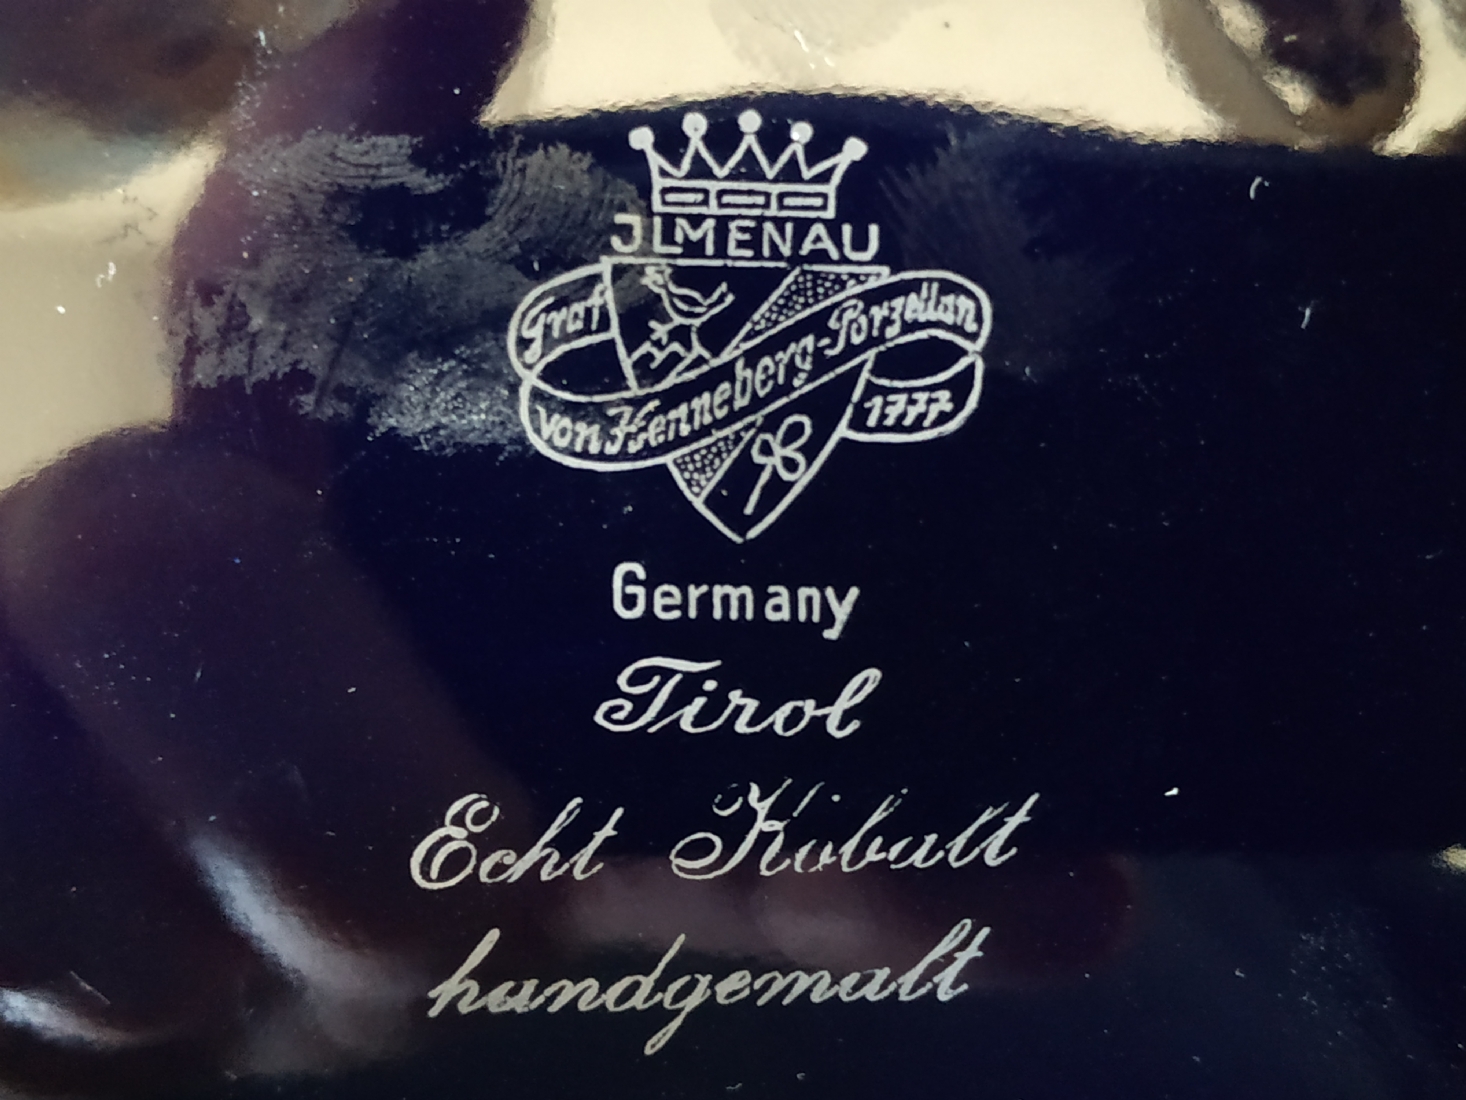 JLMENAU
Graf
von Henneberg-Porzellan
1777
Germany
Tirol
Echt Kobalt
handgemalt